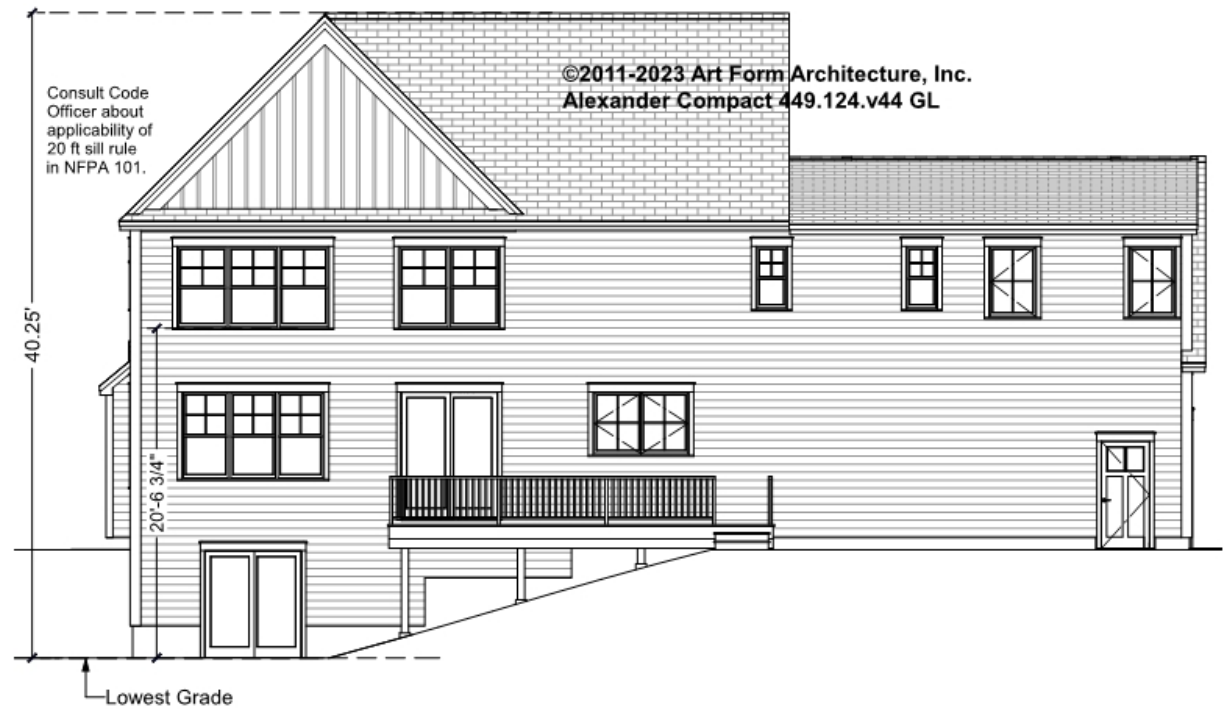 ©2011-2023 Art Form Architecture, Inc.
Alexander Compact 449.124.v44 GL
Consult Code
Officer about
applicability of
20 ft sill rule
in NFPA 101.
40.25'
20'-6 3/4"
Lowest Grade